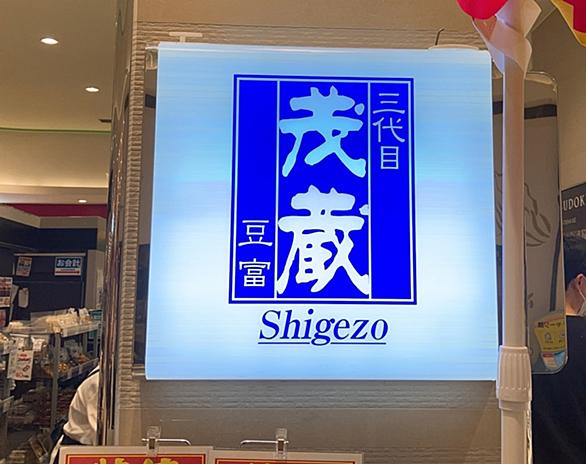 三代目
茂蔵
豆富
Shigezo
お会計